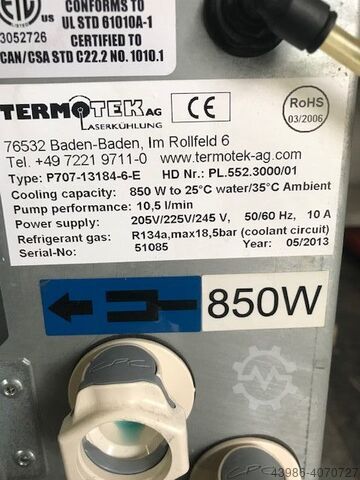 CONFORMS TO
UL STD 61010A-1
CERTIFIED TO
CAN/CSA STD C22.2 NO. 1010.1
3052726
US
TERMOTEK AG
LASERKÜHLUNG
CE
RoHS
03/2006
76532 Baden-Baden, Im Rollfeld 6
Tel. +49 7221 9711-0 www.termotek-ag.com
Type: P707-13184-6-E HD Nr.: PL.552.3000/01
Cooling capacity: 850 W to 25°C water/35°C Ambient
Pump performance: 10,5 l/min
Power supply: 205V/225V/245 V, 50/60 Hz, 10 A
Refrigerant gas: R134a,max18,5bar (coolant circuit)
Serial-No: 51085 Year: 05/2013
850W
CPC
CPC
43986-4070727